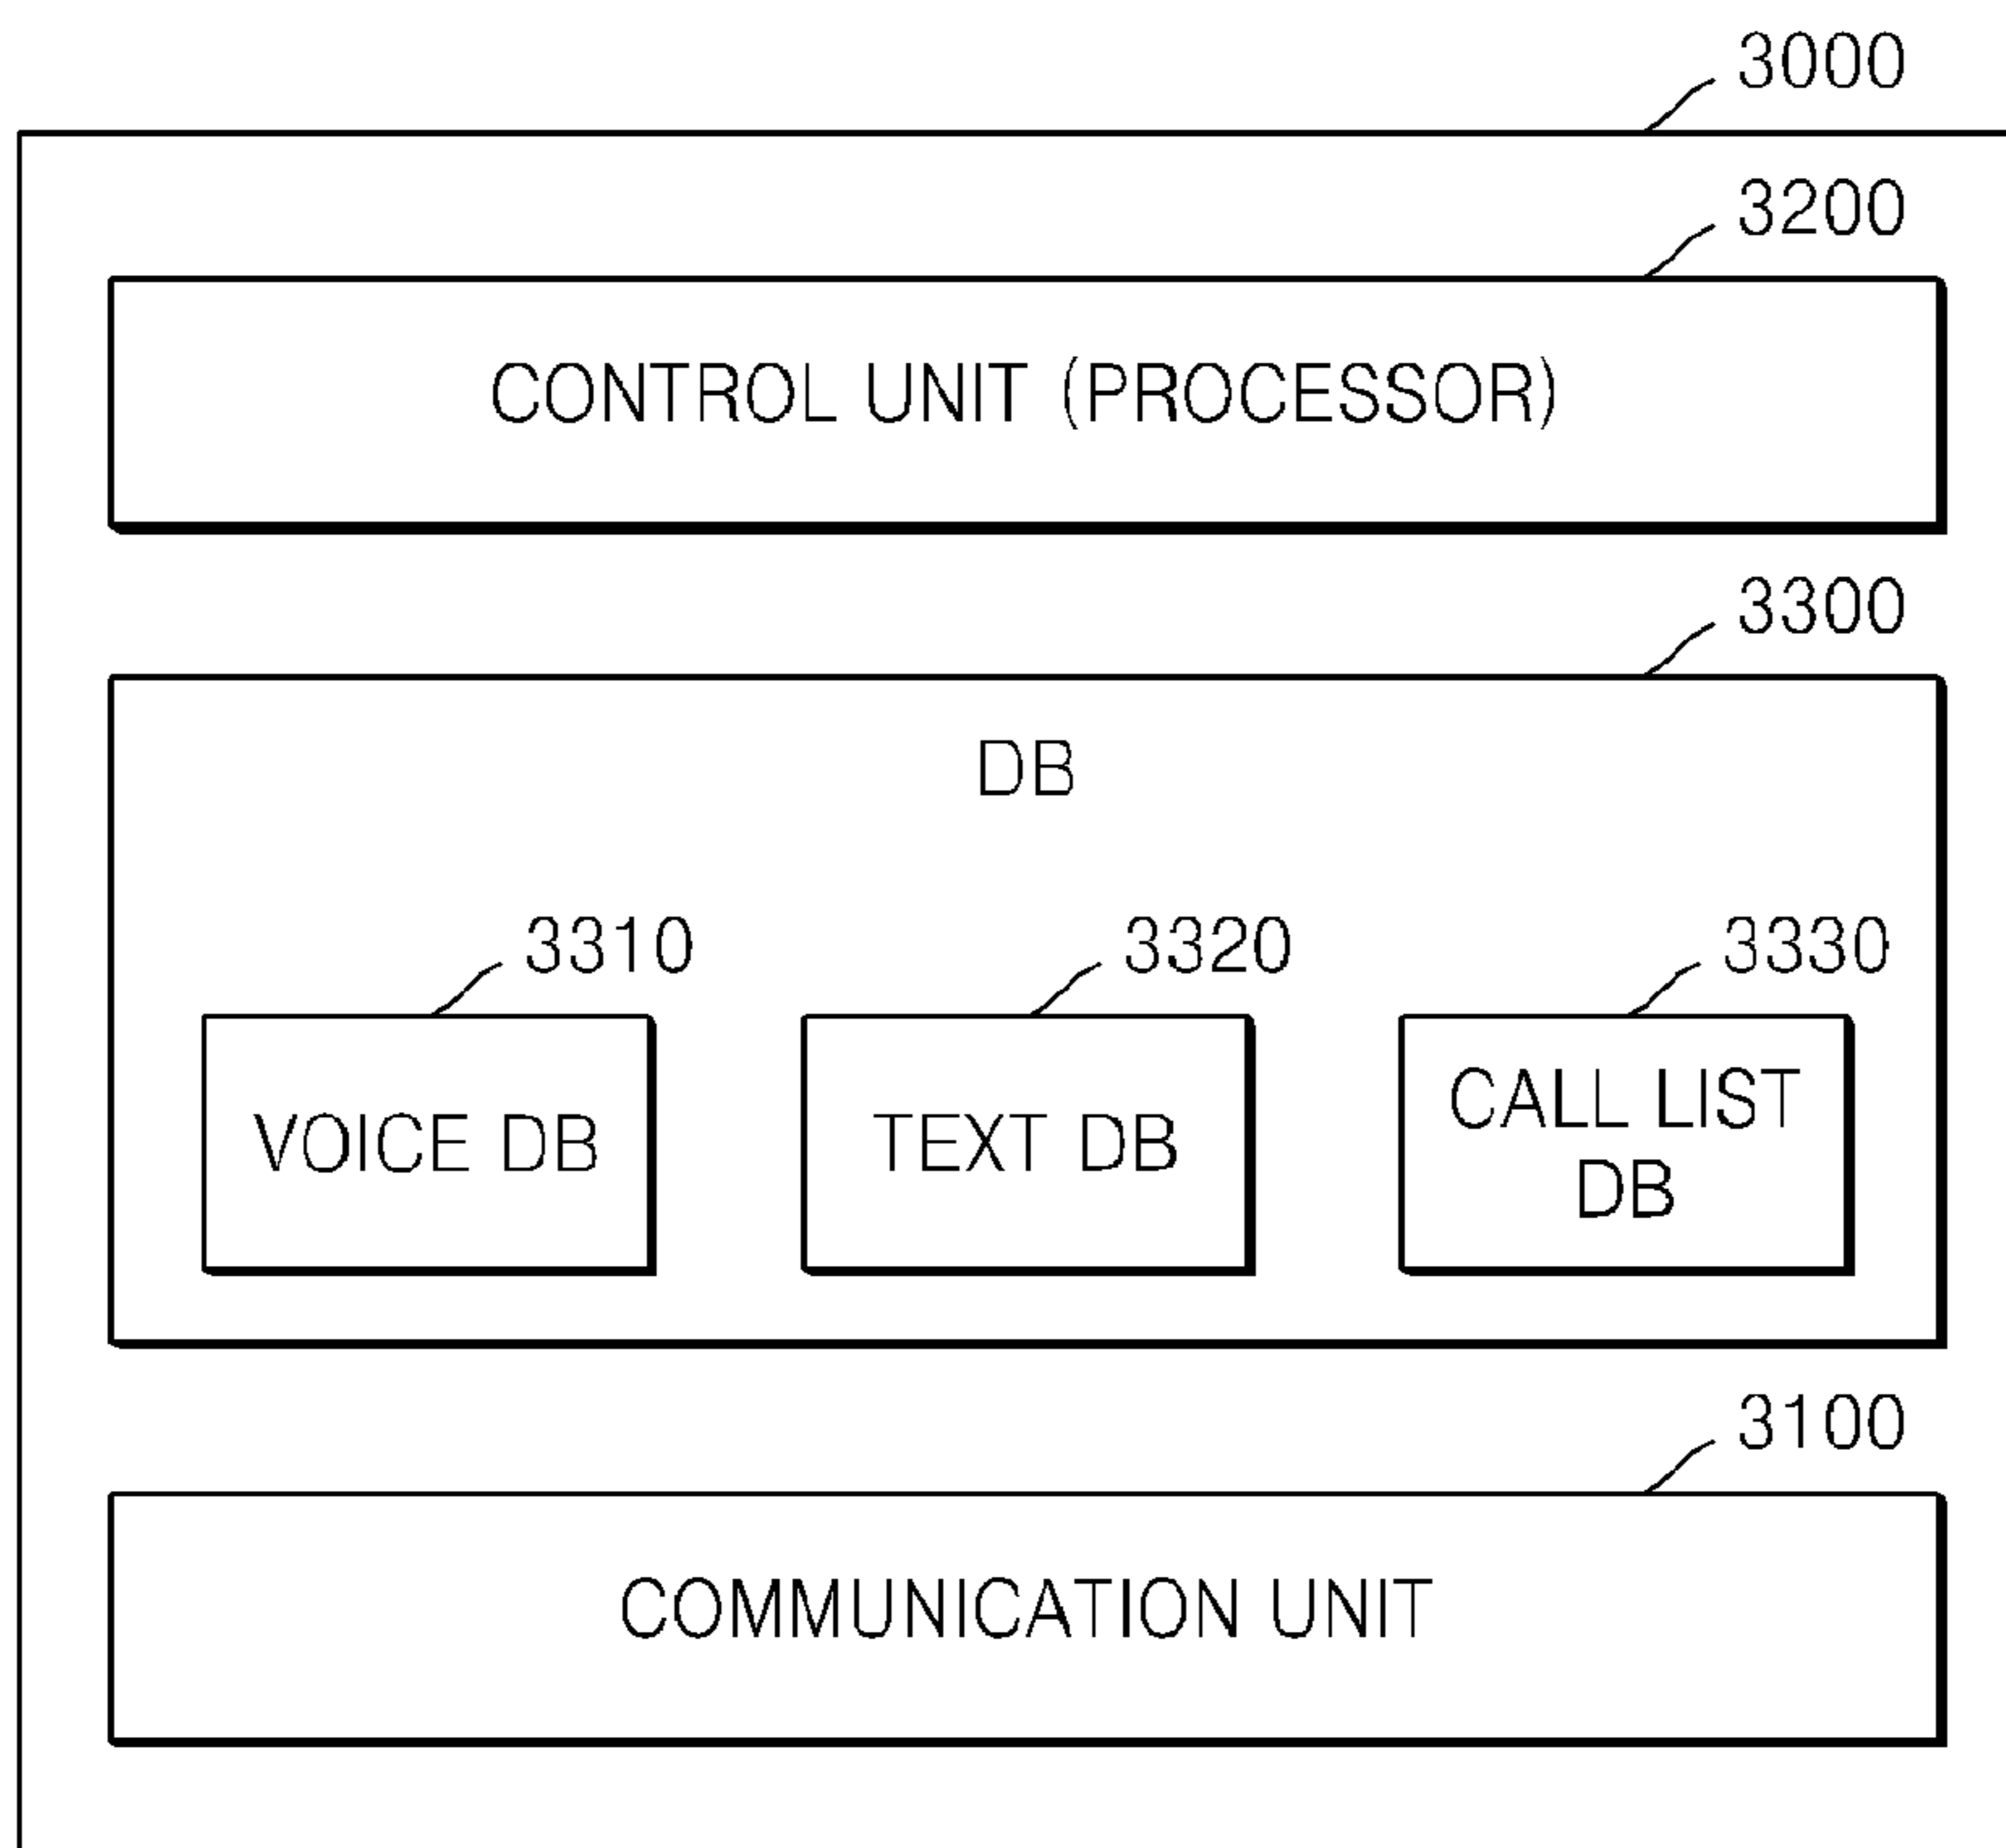 3000
3200
CONTROL UNIT (PROCESSOR)
3300
DB
3310
3320
3330
VOICE DB
TEXT DB
CALL LIST
DB
3100
COMMUNICATION UNIT